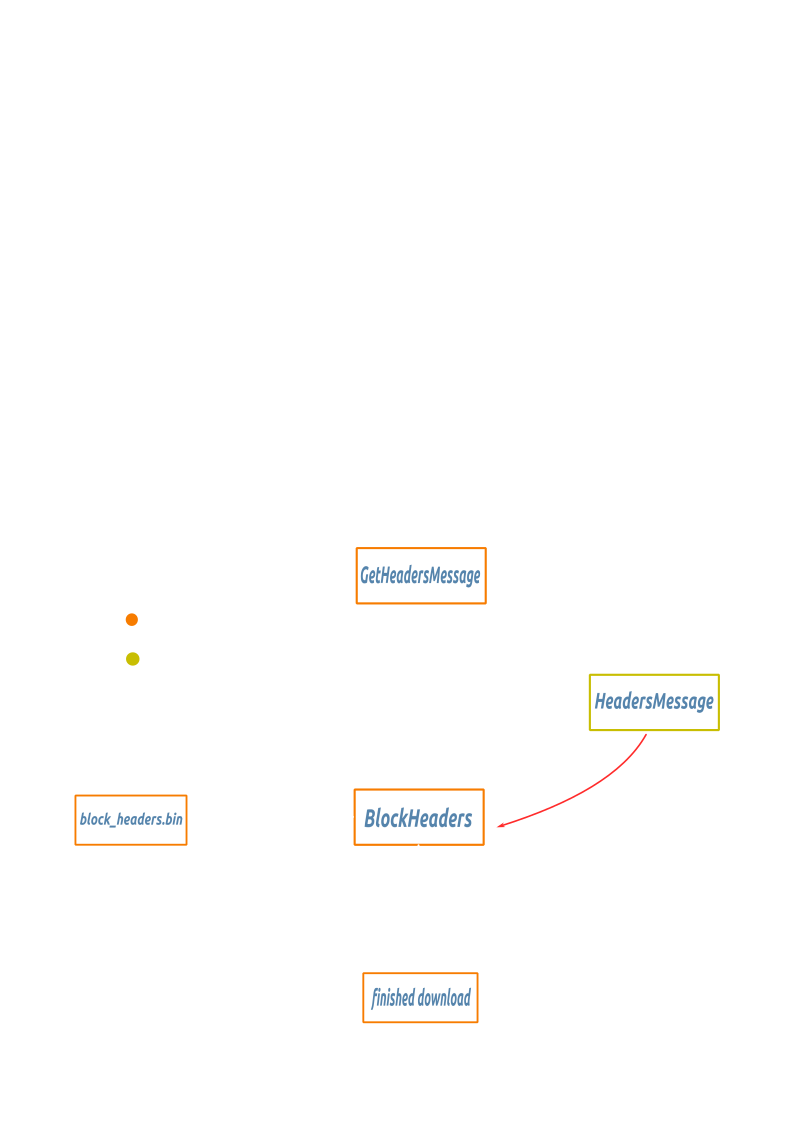 GetHeadersMessage
HeadersMessage
block_headers.bin
BlockHeaders
finished download